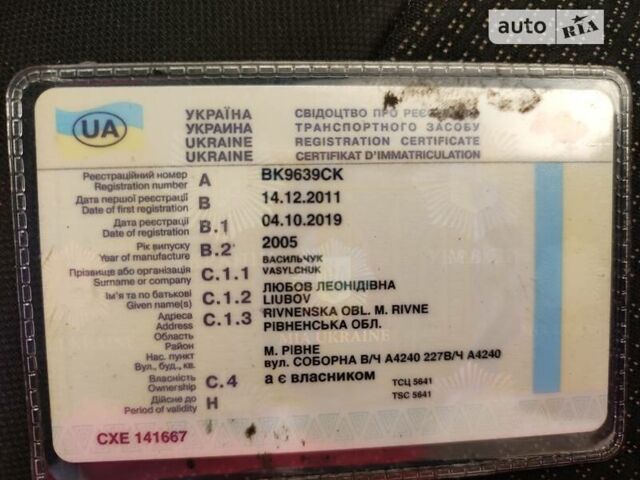 auto RIA
UA
УКРАЇНА
УКРАИНА
UKRAINE
UKRAINE
СВІДОЦТВО ПРО
ТРАНСПОРТНОГО ЗАСОБУ
REGISTRATION CERTIFICATE
CERTIFIKAT D'IMMATRICULATION
Реєстраційний номер A BK9639CK
Registration number
Дата першої реєстрації B 14.12.2011
Date of first registration
Дата реєстрації B.1 04.10.2019
Date of registration
Рік випуску B.2 2005
Year of manufacture
Прізвище або організація C.1.1 ВАСИЛЬЧУК
Surname or company VASYLCHUK
Ім'я та по батькові C.1.2 ЛЮБОВ ЛЕОНІДІВНА
Given name(s) LIUBOV
Адреса C.1.3 RIVNENSKA OBL. M. RIVNE
Address РІВНЕНСЬКА ОБЛ.
Область
Район
Нас. пункт М. РІВНЕ
Вул., буд., кв. вул. СОБОРНА В/Ч А4240 227В/Ч А4240
MIA UKRAINE
Власність C.4 а є власником ТСЦ 5641
Ownership
Дійсне до H TSC 5641
Period of validity
CXE 141667